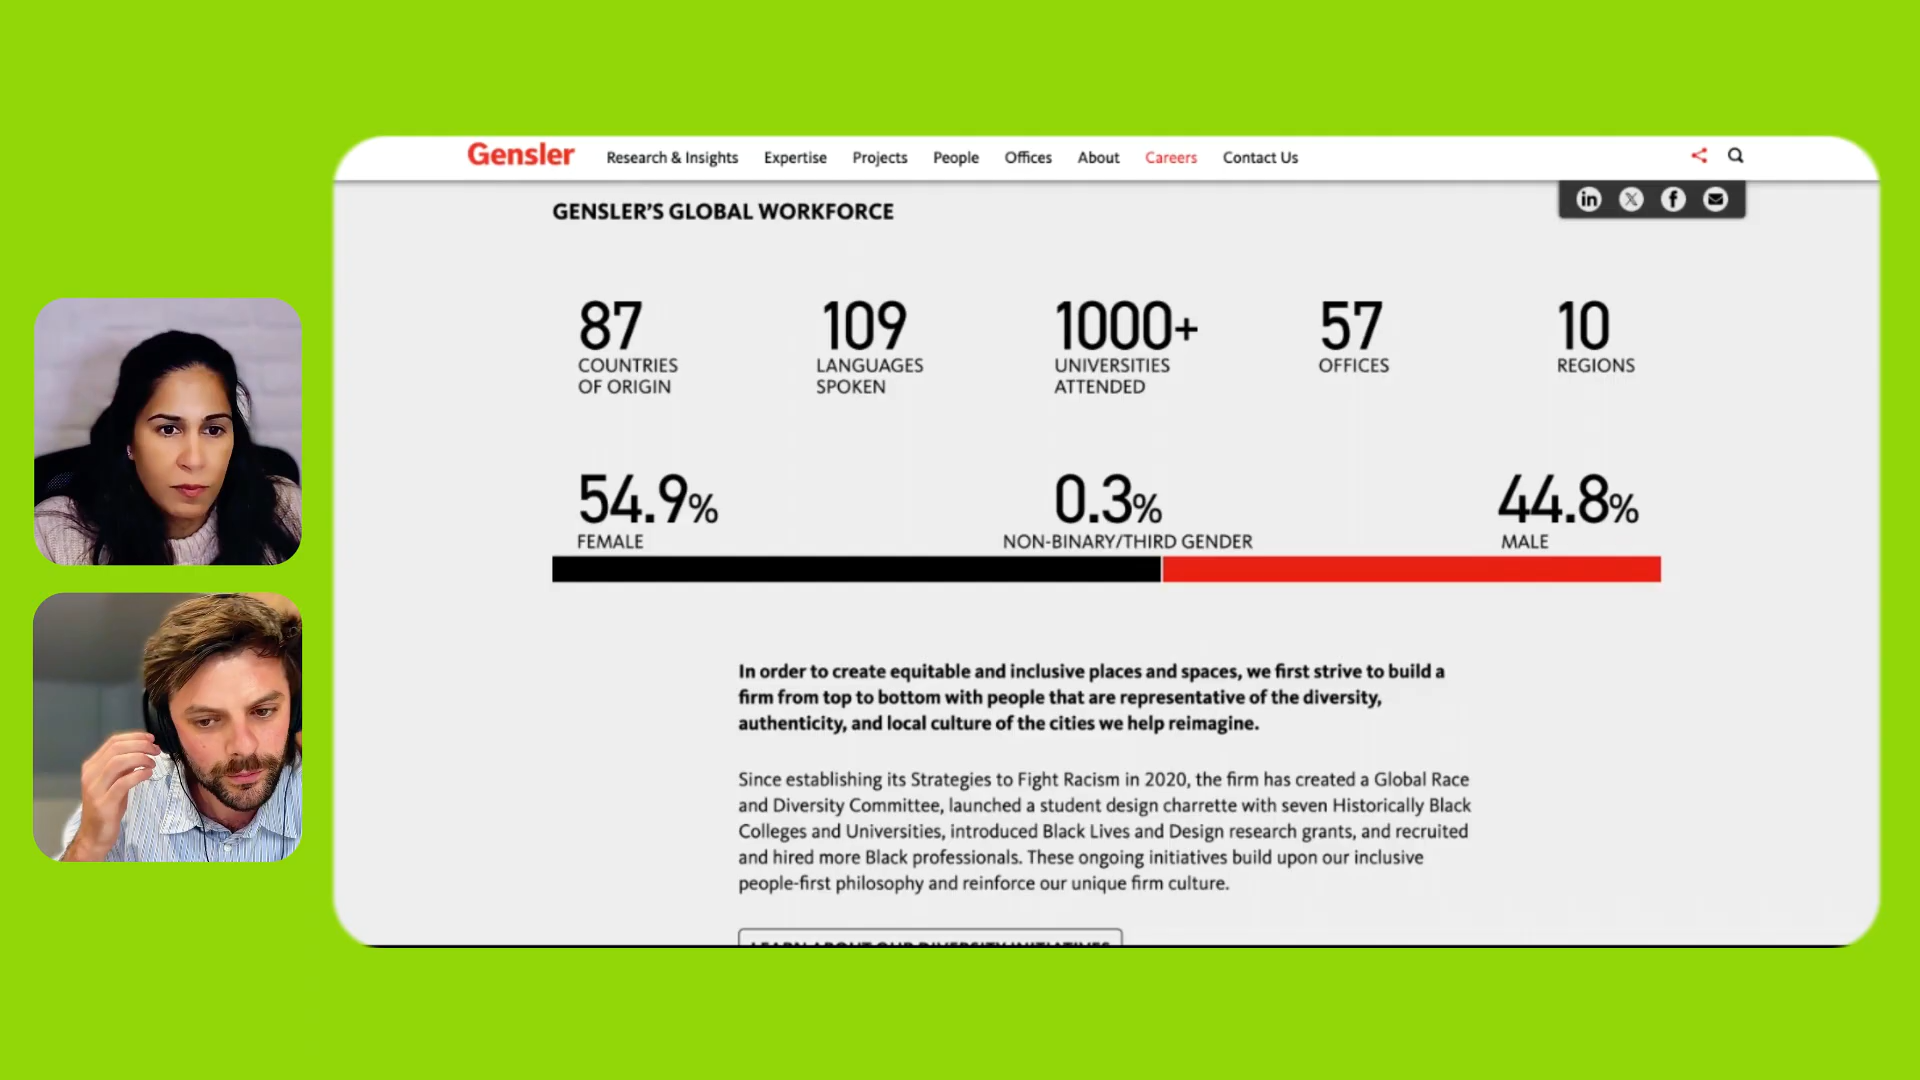 Gensler Research & Insights Expertise Projects People Offices About Careers Contact Us
GENSLER'S GLOBAL WORKFORCE
87
COUNTRIES
OF ORIGIN
109
LANGUAGES
SPOKEN
1000+
UNIVERSITIES
ATTENDED
57
OFFICES
10
REGIONS
54.9%
FEMALE
0.3%
NON-BINARY/THIRD GENDER
44.8%
MALE
In order to create equitable and inclusive places and spaces, we first strive to build a
firm from top to bottom with people that are representative of the diversity,
authenticity, and local culture of the cities we help reimagine.
Since establishing its Strategies to Fight Racism in 2020, the firm has created a Global Race
and Diversity Committee, launched a student design charrette with seven Historically Black
Colleges and Universities, introduced Black Lives and Design research grants, and recruited
and hired more Black professionals. These ongoing initiatives build upon our inclusive
people-first philosophy and reinforce our unique firm culture.
LEARN ABOUT OUR DIVERSITY INITIATIVES